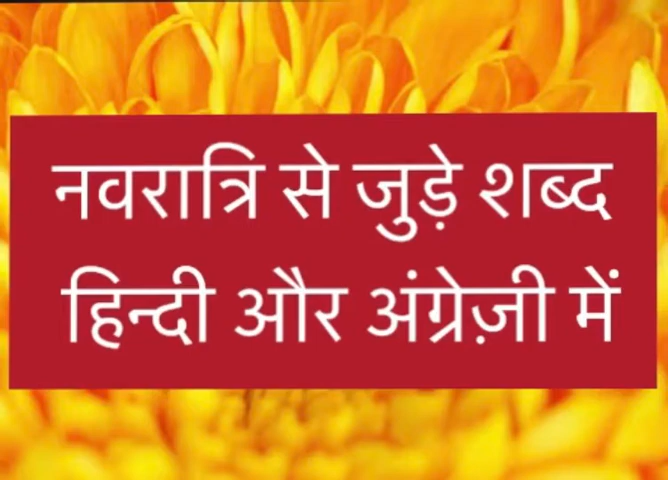 नवरात्रि से जुड़े शब्द
हिन्दी और अंग्रेज़ी में